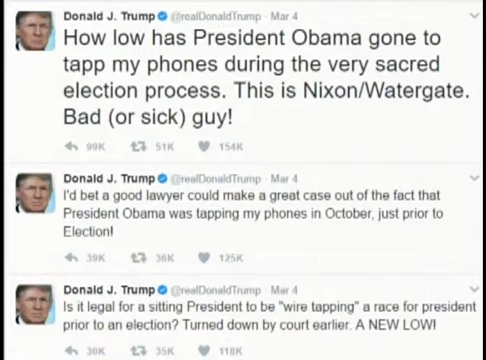 Donald J. Trump @realDonaldTrump · Mar 4
How low has President Obama gone to
tapp my phones during the very sacred
election process. This is Nixon/Watergate.
Bad (or sick) guy!
99K 51K 154K
Donald J. Trump @realDonaldTrump · Mar 4
I'd bet a good lawyer could make a great case out of the fact that
President Obama was tapping my phones in October, just prior to
Election!
39K 36K 125K
Donald J. Trump @realDonaldTrump · Mar 4
Is it legal for a sitting President to be "wire tapping" a race for president
prior to an election? Turned down by court earlier. A NEW LOW!
35K 118K